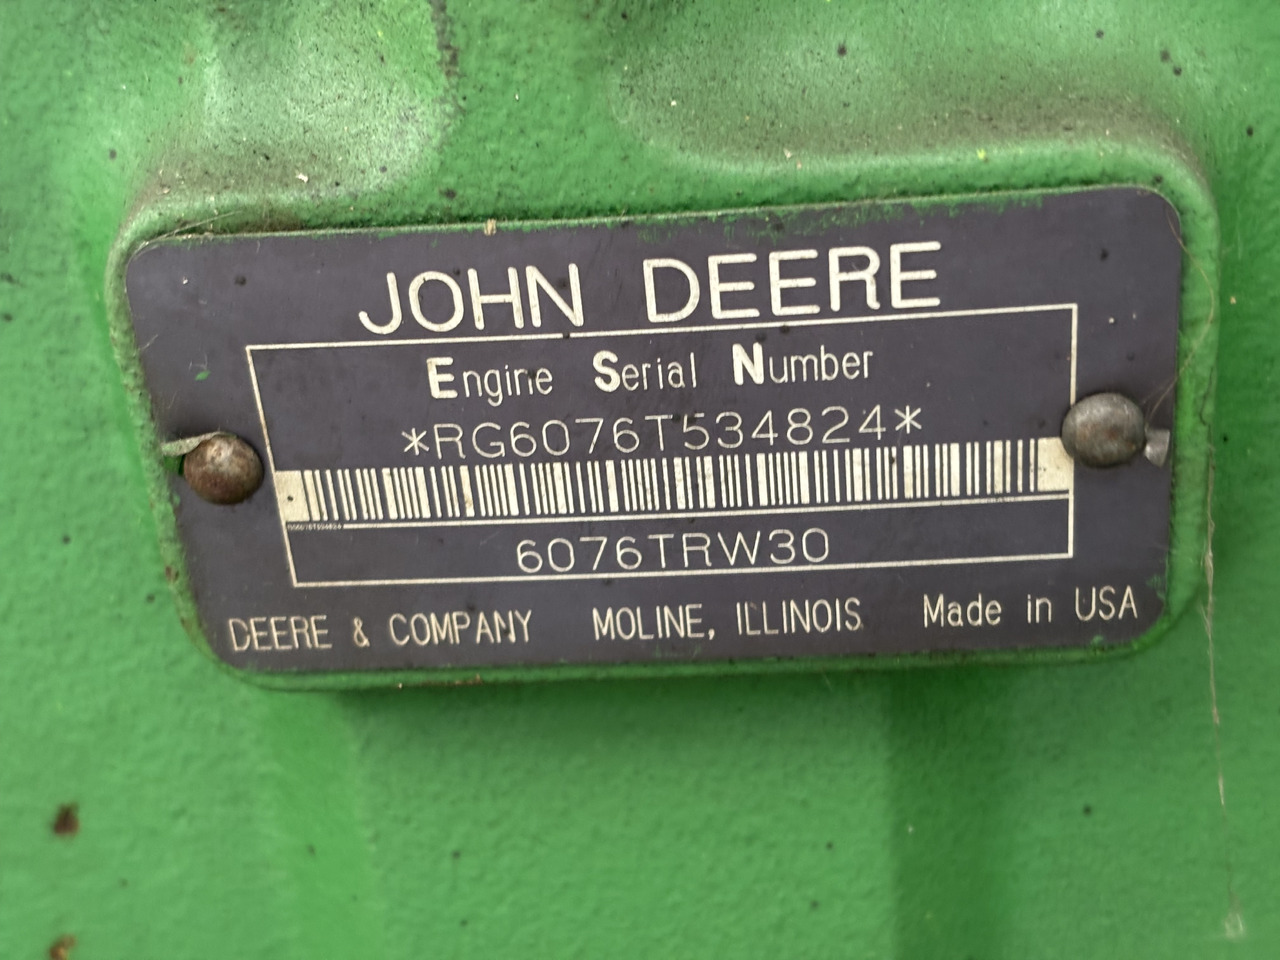 JOHN DEERE
Engine Serial Number
*RG6076T534824*
6076TRW30
DEERE & COMPANY MOLINE, ILLINOIS Made in USA